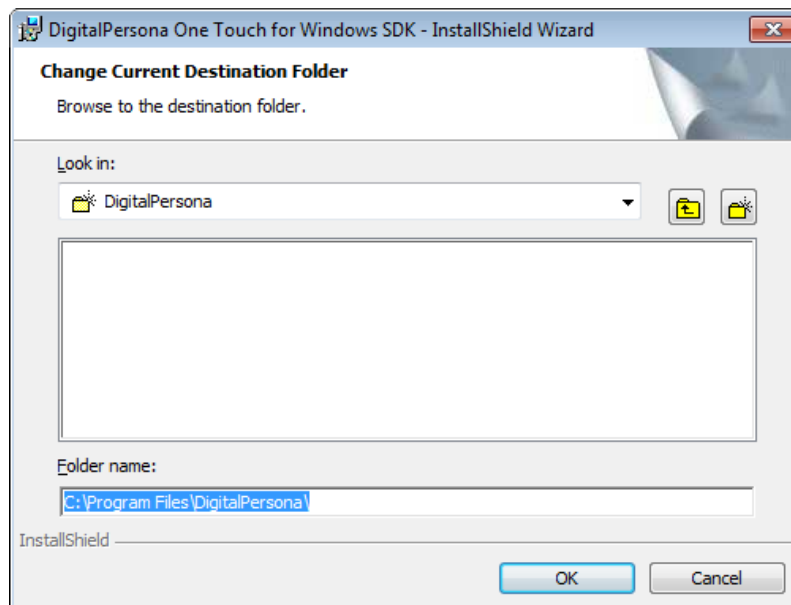 DigitalPersona One Touch for Windows SDK - InstallShield Wizard
Change Current Destination Folder
Browse to the destination folder.
Look in:
DigitalPersona
Folder name:
C:\Program Files\DigitalPersona\
InstallShield
OK
Cancel